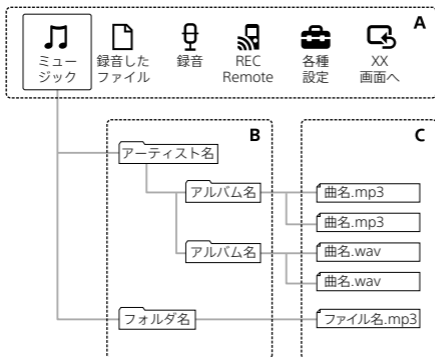 A
ミュー
ジック
録音した
ファイル
録音
REC
Remote
各種
設定
XX
画面へ
B
C
アーティスト名
アルバム名
曲名.mp3
曲名.mp3
アルバム名
曲名.wav
曲名.wav
フォルダ名
ファイル名.mp3